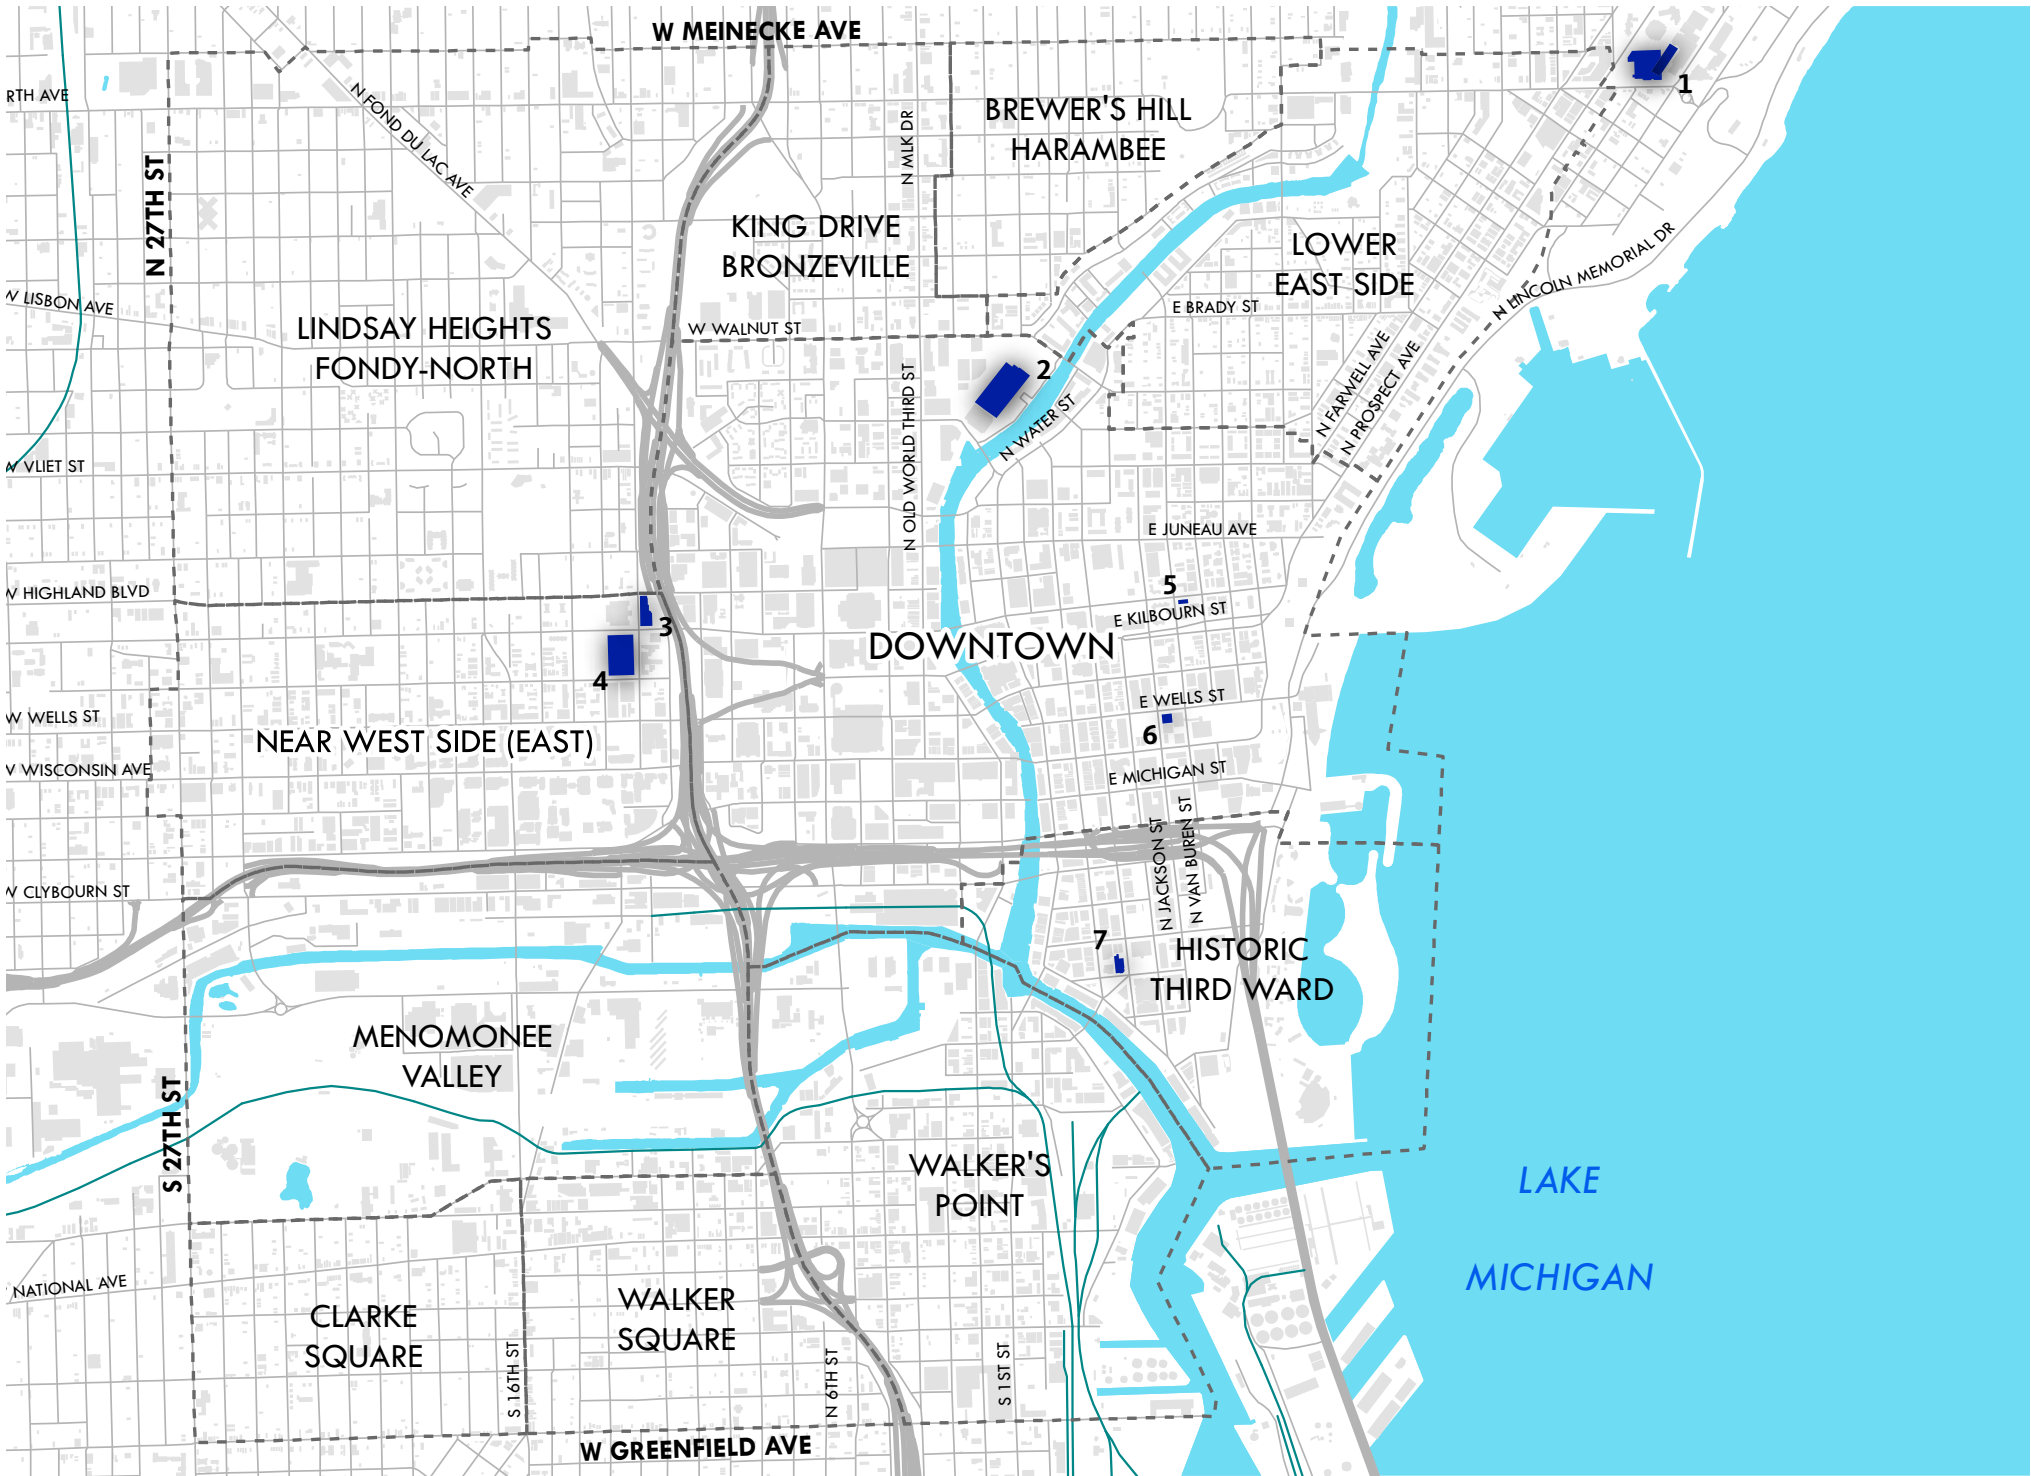 W MEINECKE AVE
1
RTH AVE
N FOND DU LAC AVE
N MLK DR
BREWER'S HILL
HARAMBEE
N 27TH ST
KING DRIVE
BRONZEVILLE
LOWER
EAST SIDE
N LINCOLN MEMORIAL DR
W LISBON AVE
E BRADY ST
LINDSAY HEIGHTS
FONDY-NORTH
W WALNUT ST
2
N FARWELL AVE
N PROSPECT AVE
N OLD WORLD THIRD ST
N WATER ST
W VLIET ST
E JUNEAU AVE
5
W HIGHLAND BLVD
E KILBOURN ST
3
DOWNTOWN
4
E WELLS ST
W WELLS ST
6
NEAR WEST SIDE (EAST)
W WISCONSIN AVE
E MICHIGAN ST
N JACKSON ST
N VAN BUREN ST
W CLYBOURN ST
7
HISTORIC
THIRD WARD
MENOMONEE
VALLEY
S 27TH ST
WALKER'S
POINT
LAKE
MICHIGAN
NATIONAL AVE
CLARKE
SQUARE
WALKER
SQUARE
S 16TH ST
N 6TH ST
S 1ST ST
W GREENFIELD AVE